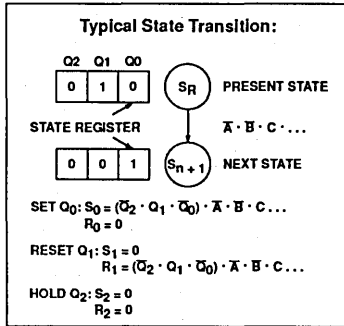 Typical State Transition:
Q2 Q1 Q0
0 1 0
S_R
PRESENT STATE
STATE REGISTER
A̅ · B̅ · C · ...
0 0 1
S_{n + 1}
NEXT STATE
SET Q₀: S₀ = (Q̅₂ · Q₁ · Q̅₀) · A̅ · B̅ · C ...
R₀ = 0
RESET Q₁: S₁ = 0
R₁ = (Q̅₂ · Q₁ · Q̅₀) · A̅ · B̅ · C ...
HOLD Q₂: S₂ = 0
R₂ = 0